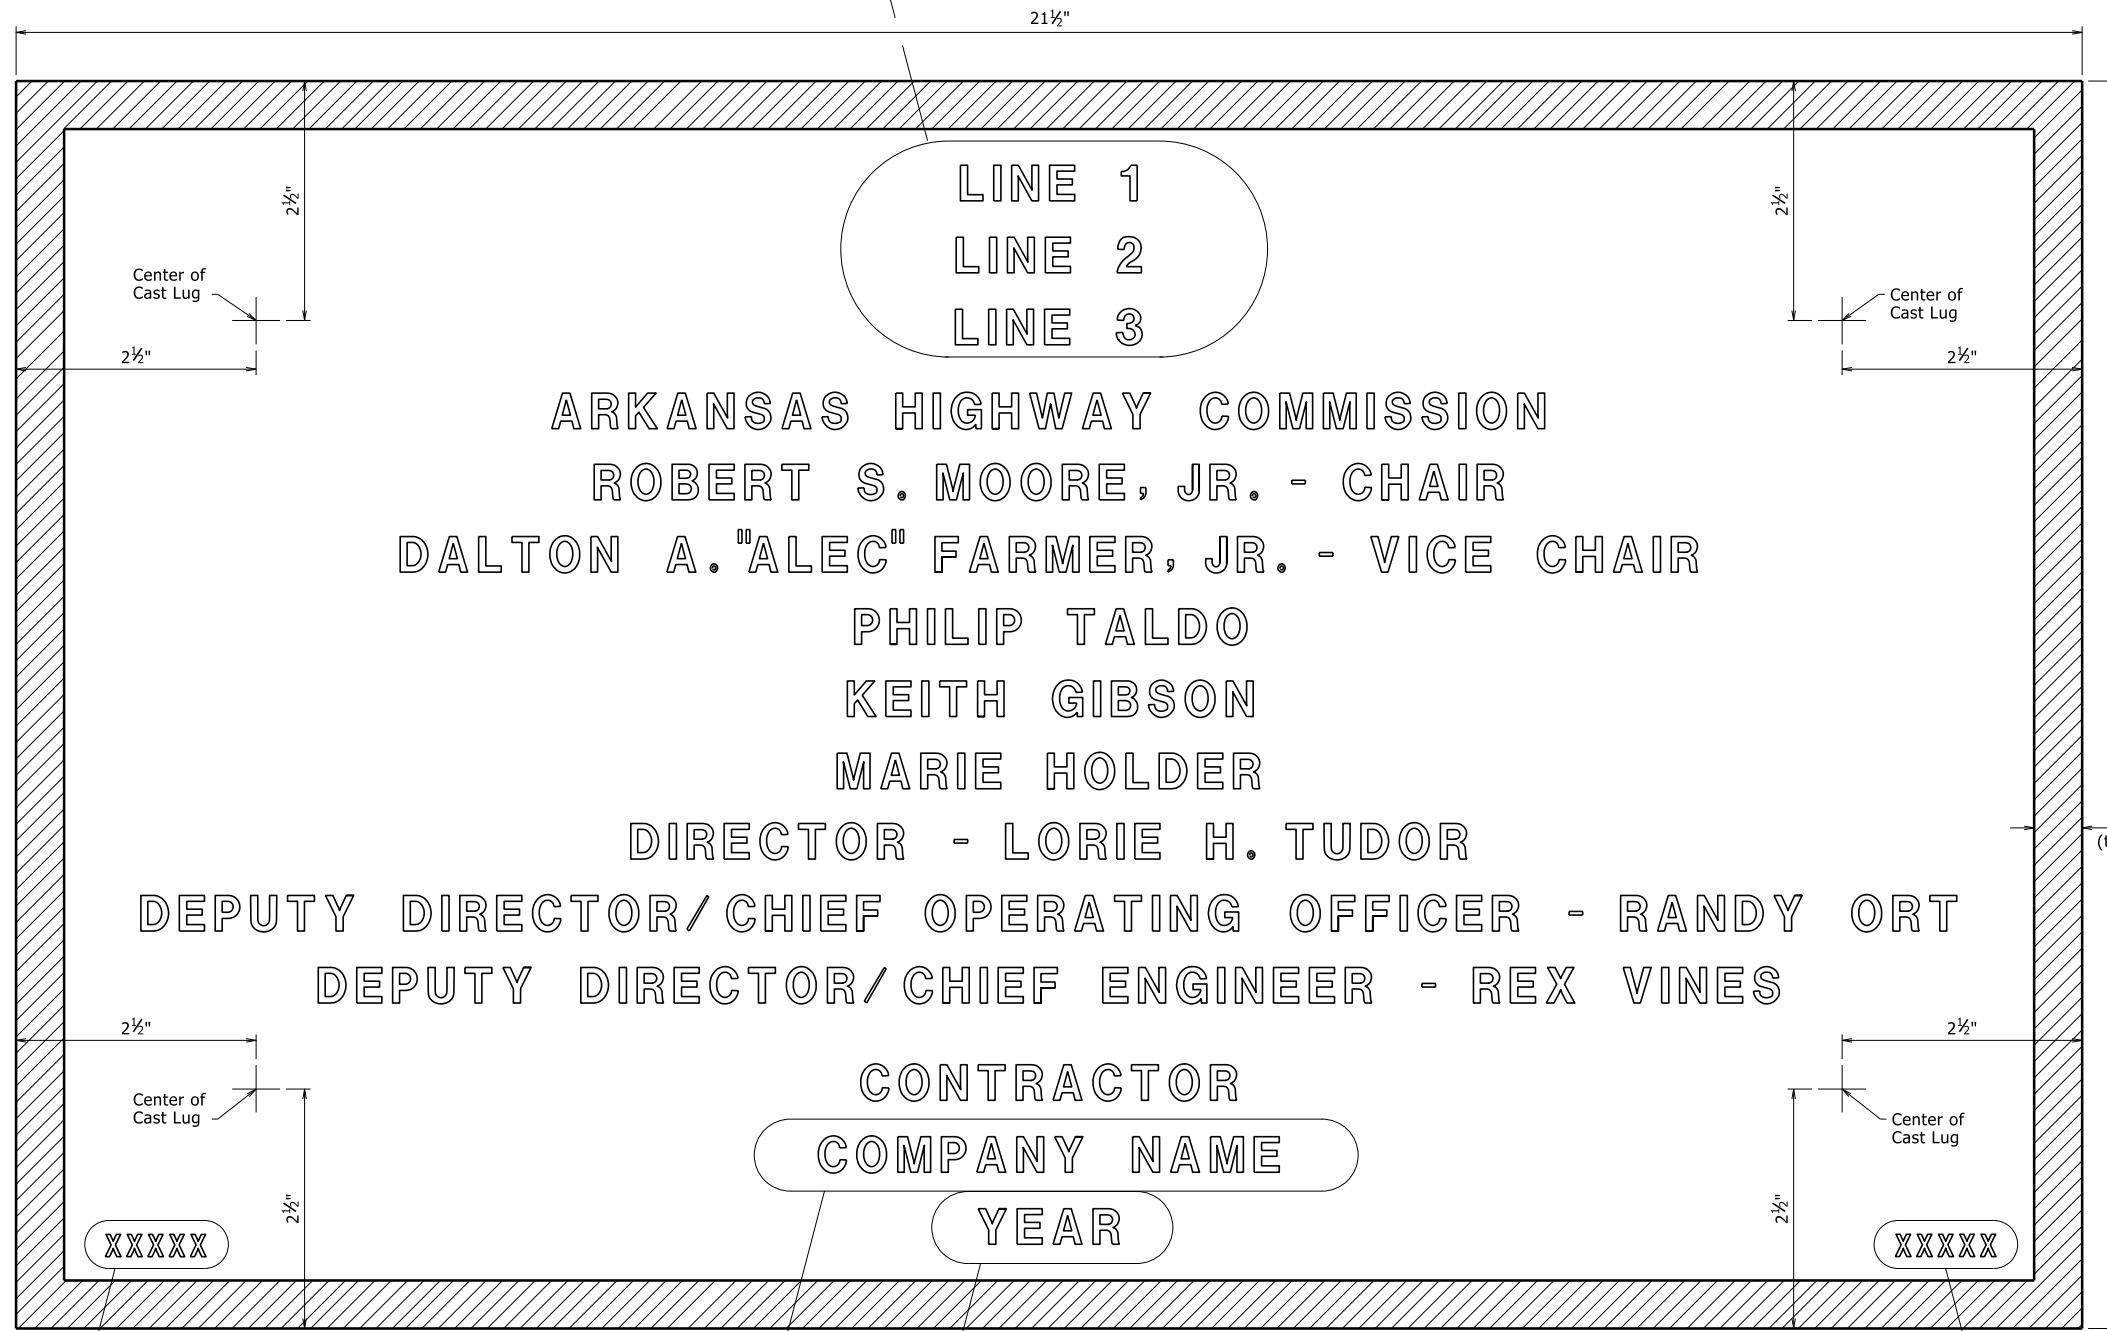 21½"
2½"
2½"
LINE 1
LINE 2
LINE 3
Center of
Cast Lug
Center of
Cast Lug
2½"
2½"
ARKANSAS HIGHWAY COMMISSION
ROBERT S. MOORE, JR. - CHAIR
DALTON A. "ALEC" FARMER, JR. - VICE CHAIR
PHILIP TALDO
KEITH GIBSON
MARIE HOLDER
DIRECTOR - LORIE H. TUDOR
DEPUTY DIRECTOR/CHIEF OPERATING OFFICER - RANDY ORT
DEPUTY DIRECTOR/CHIEF ENGINEER - REX VINES
2½"
2½"
Center of
Cast Lug
Center of
Cast Lug
CONTRACTOR
COMPANY NAME
2½"
2½"
YEAR
XXXXX
XXXXX